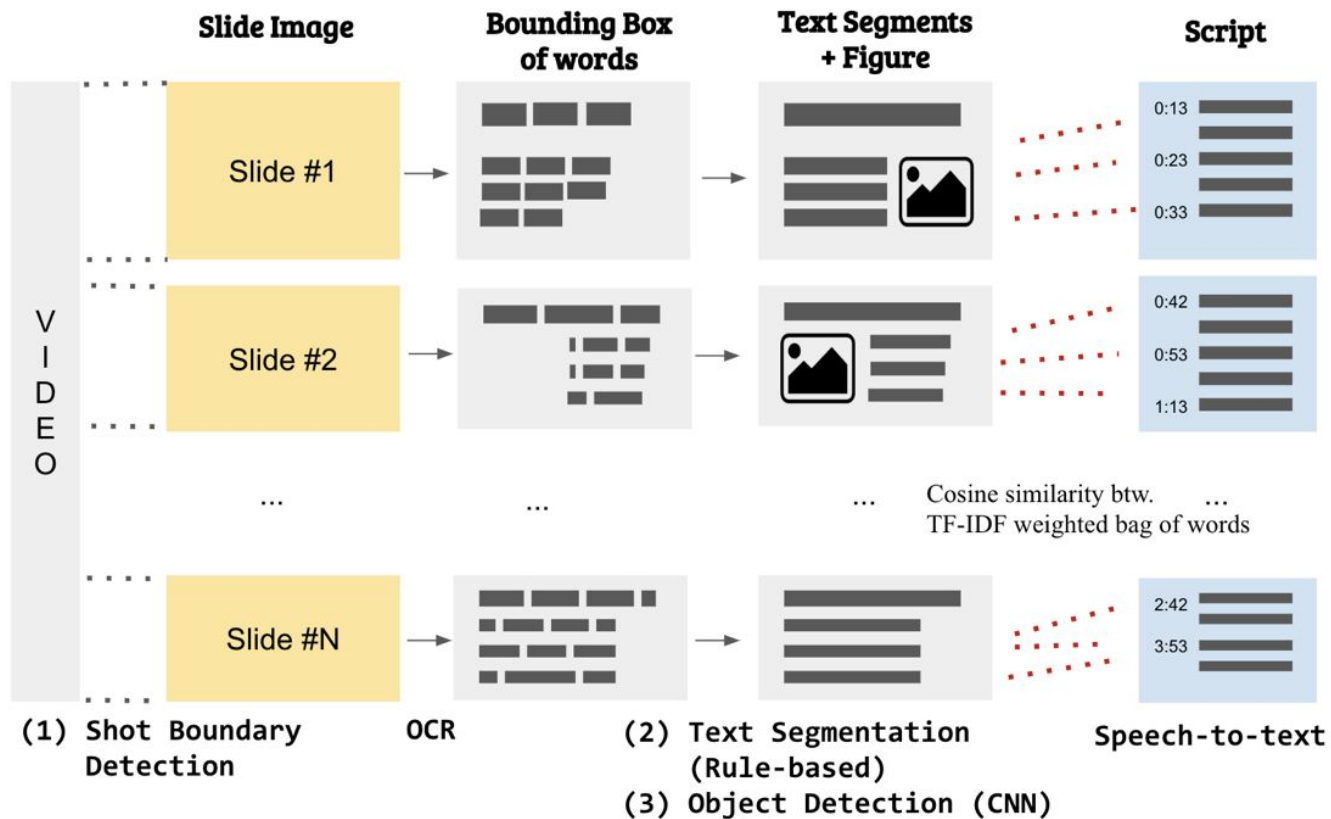 Slide Image
Bounding Box
of words
Text Segments
+ Figure
Script
VIDEO
Slide #1
0:13
0:23
0:33
Slide #2
0:42
0:53
1:13
...
...
...
Cosine similarity btw.
TF-IDF weighted bag of words
...
Slide #N
2:42
3:53
(1) Shot Boundary
Detection
OCR
(2) Text Segmentation
(Rule-based)
(3) Object Detection (CNN)
Speech-to-text